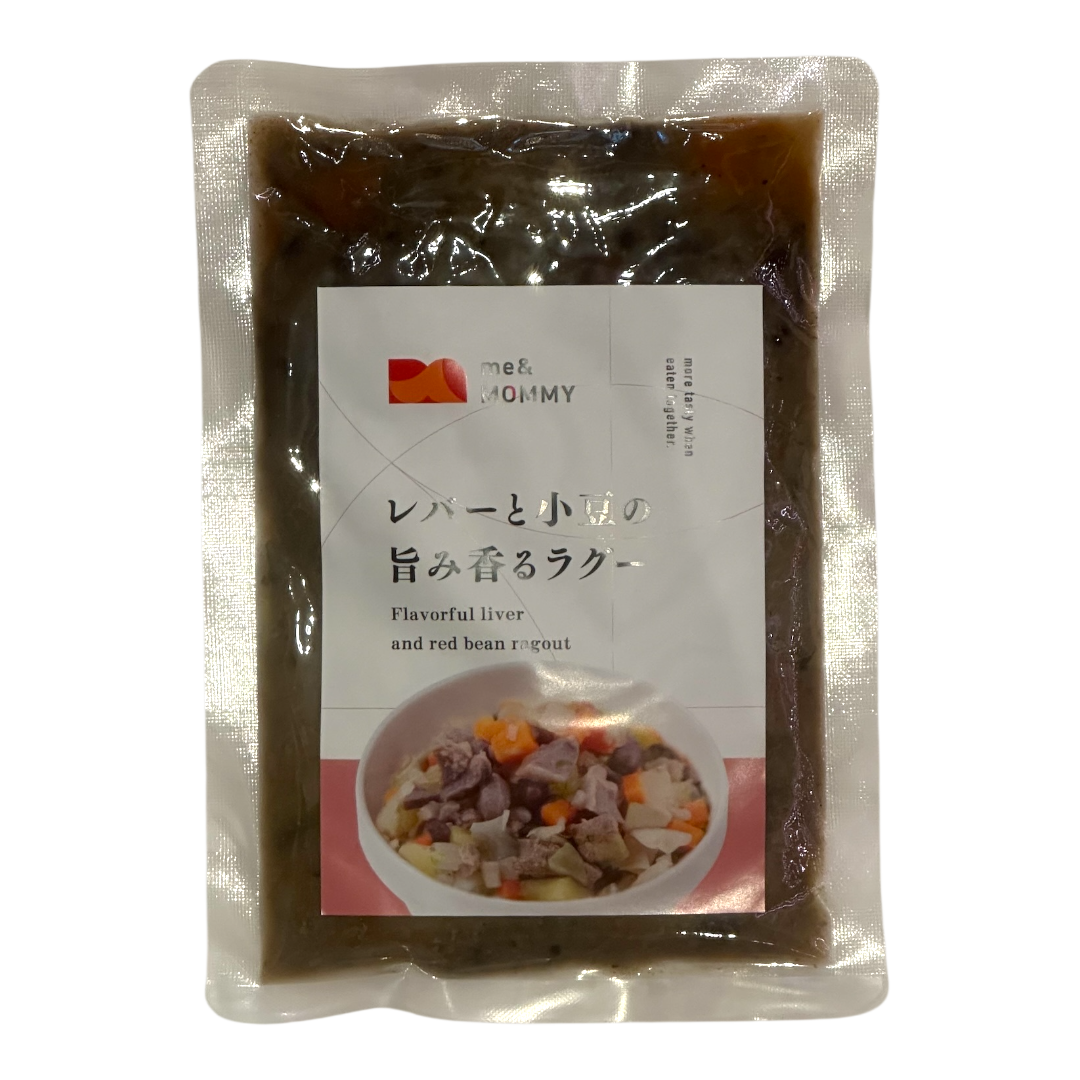 me&
MOMMY
more tasty when
eaten together.
レバーと小豆の
旨み香るラグー
Flavorful liver
and red bean ragout